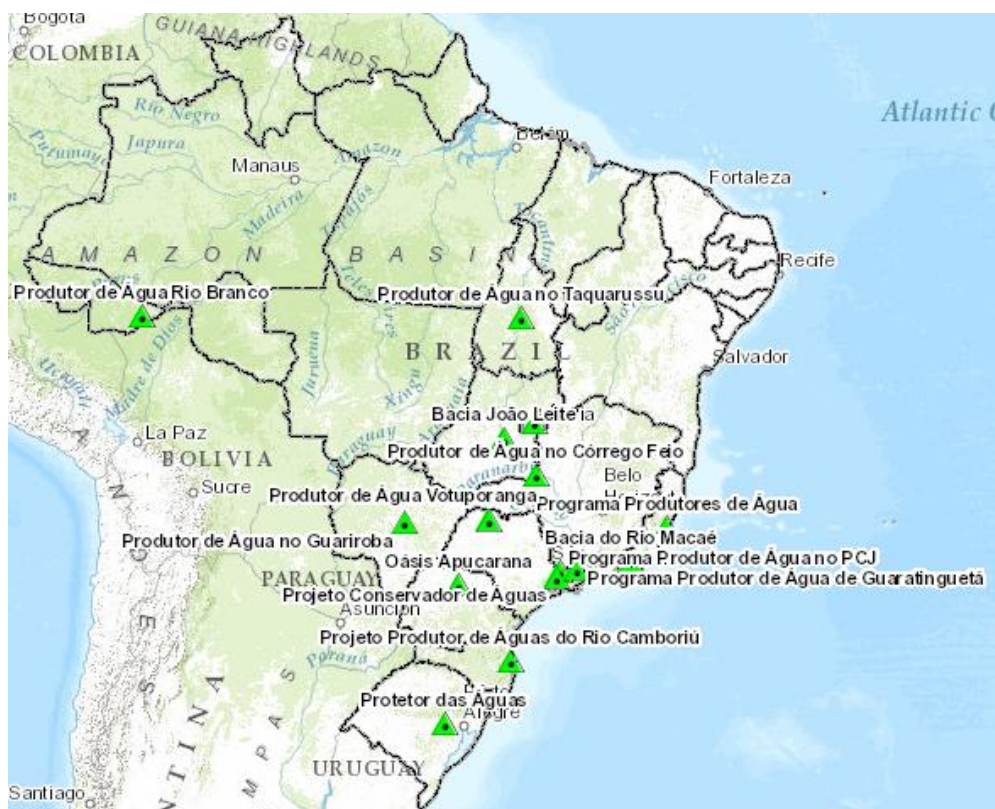 Bogota
COLOMBIA
GUIANA HIGHLANDS
Atlantic
Rio Negro
Japura
Putumayo
Manaus
Amazon
Belém
Fortaleza
Madeira
Tapajós
AMAZON BASIN
Recife
Produtor de Água Rio Branco
Produtor de Água no Taquarussu
São Francisco
Madre de Dios
Juruena
Xingu
BRAZIL
Salvador
Ucayali
Bacia João Leite
La Paz
BOLIVIA
Paraguay
Araguaia
Produtor de Água no Córrego Feio
Sucre
Belo
Produtor de Água Votuporanga
Programa Produtores de Água
Produtor de Água no Guariroba
Bacia do Rio Macaé
Oásis Apucarana
Programa Produtor de Água no PCJ
PARAGUAY
Programa Produtor de Água de Guaratinguetá
Projeto Conservador de Águas
Asuncion
Projeto Produtor de Águas do Rio Camboriú
Paraná
Protetor das Águas
Alegre
URUGUAY
Santiago